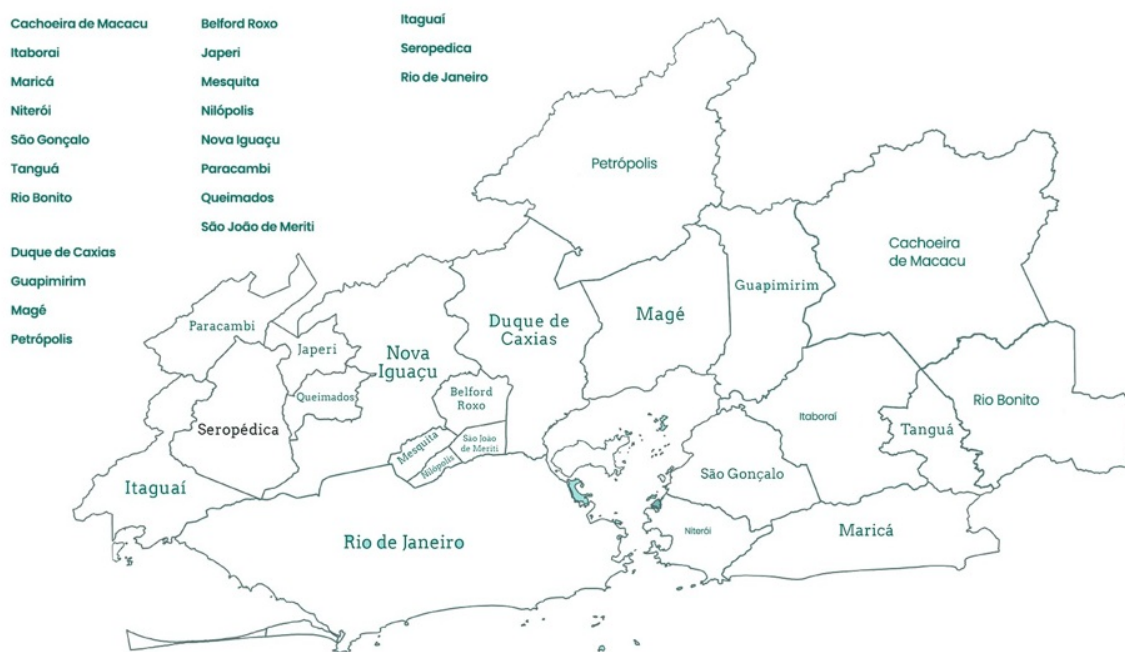 Cachoeira de Macacu
Itaborai
Maricá
Niterói
São Gonçalo
Tanguá
Rio Bonito
Duque de Caxias
Guapimirim
Magé
Petrópolis
Belford Roxo
Japeri
Mesquita
Nilópolis
Nova Iguaçu
Paracambi
Queimados
São João de Meriti
Itaguaí
Seropedica
Rio de Janeiro
Petrópolis
Cachoeira
de Macacu
Guapimirim
Magé
Duque de
Caxias
Paracambi
Japeri
Nova
Iguaçu
Queimados
Belford
Roxo
Seropédica
Mesquita
Nilópolis
São João
de Meriti
Itaguaí
Rio de Janeiro
Itaboraí
Tanguá
Rio Bonito
São Gonçalo
Niterói
Maricá